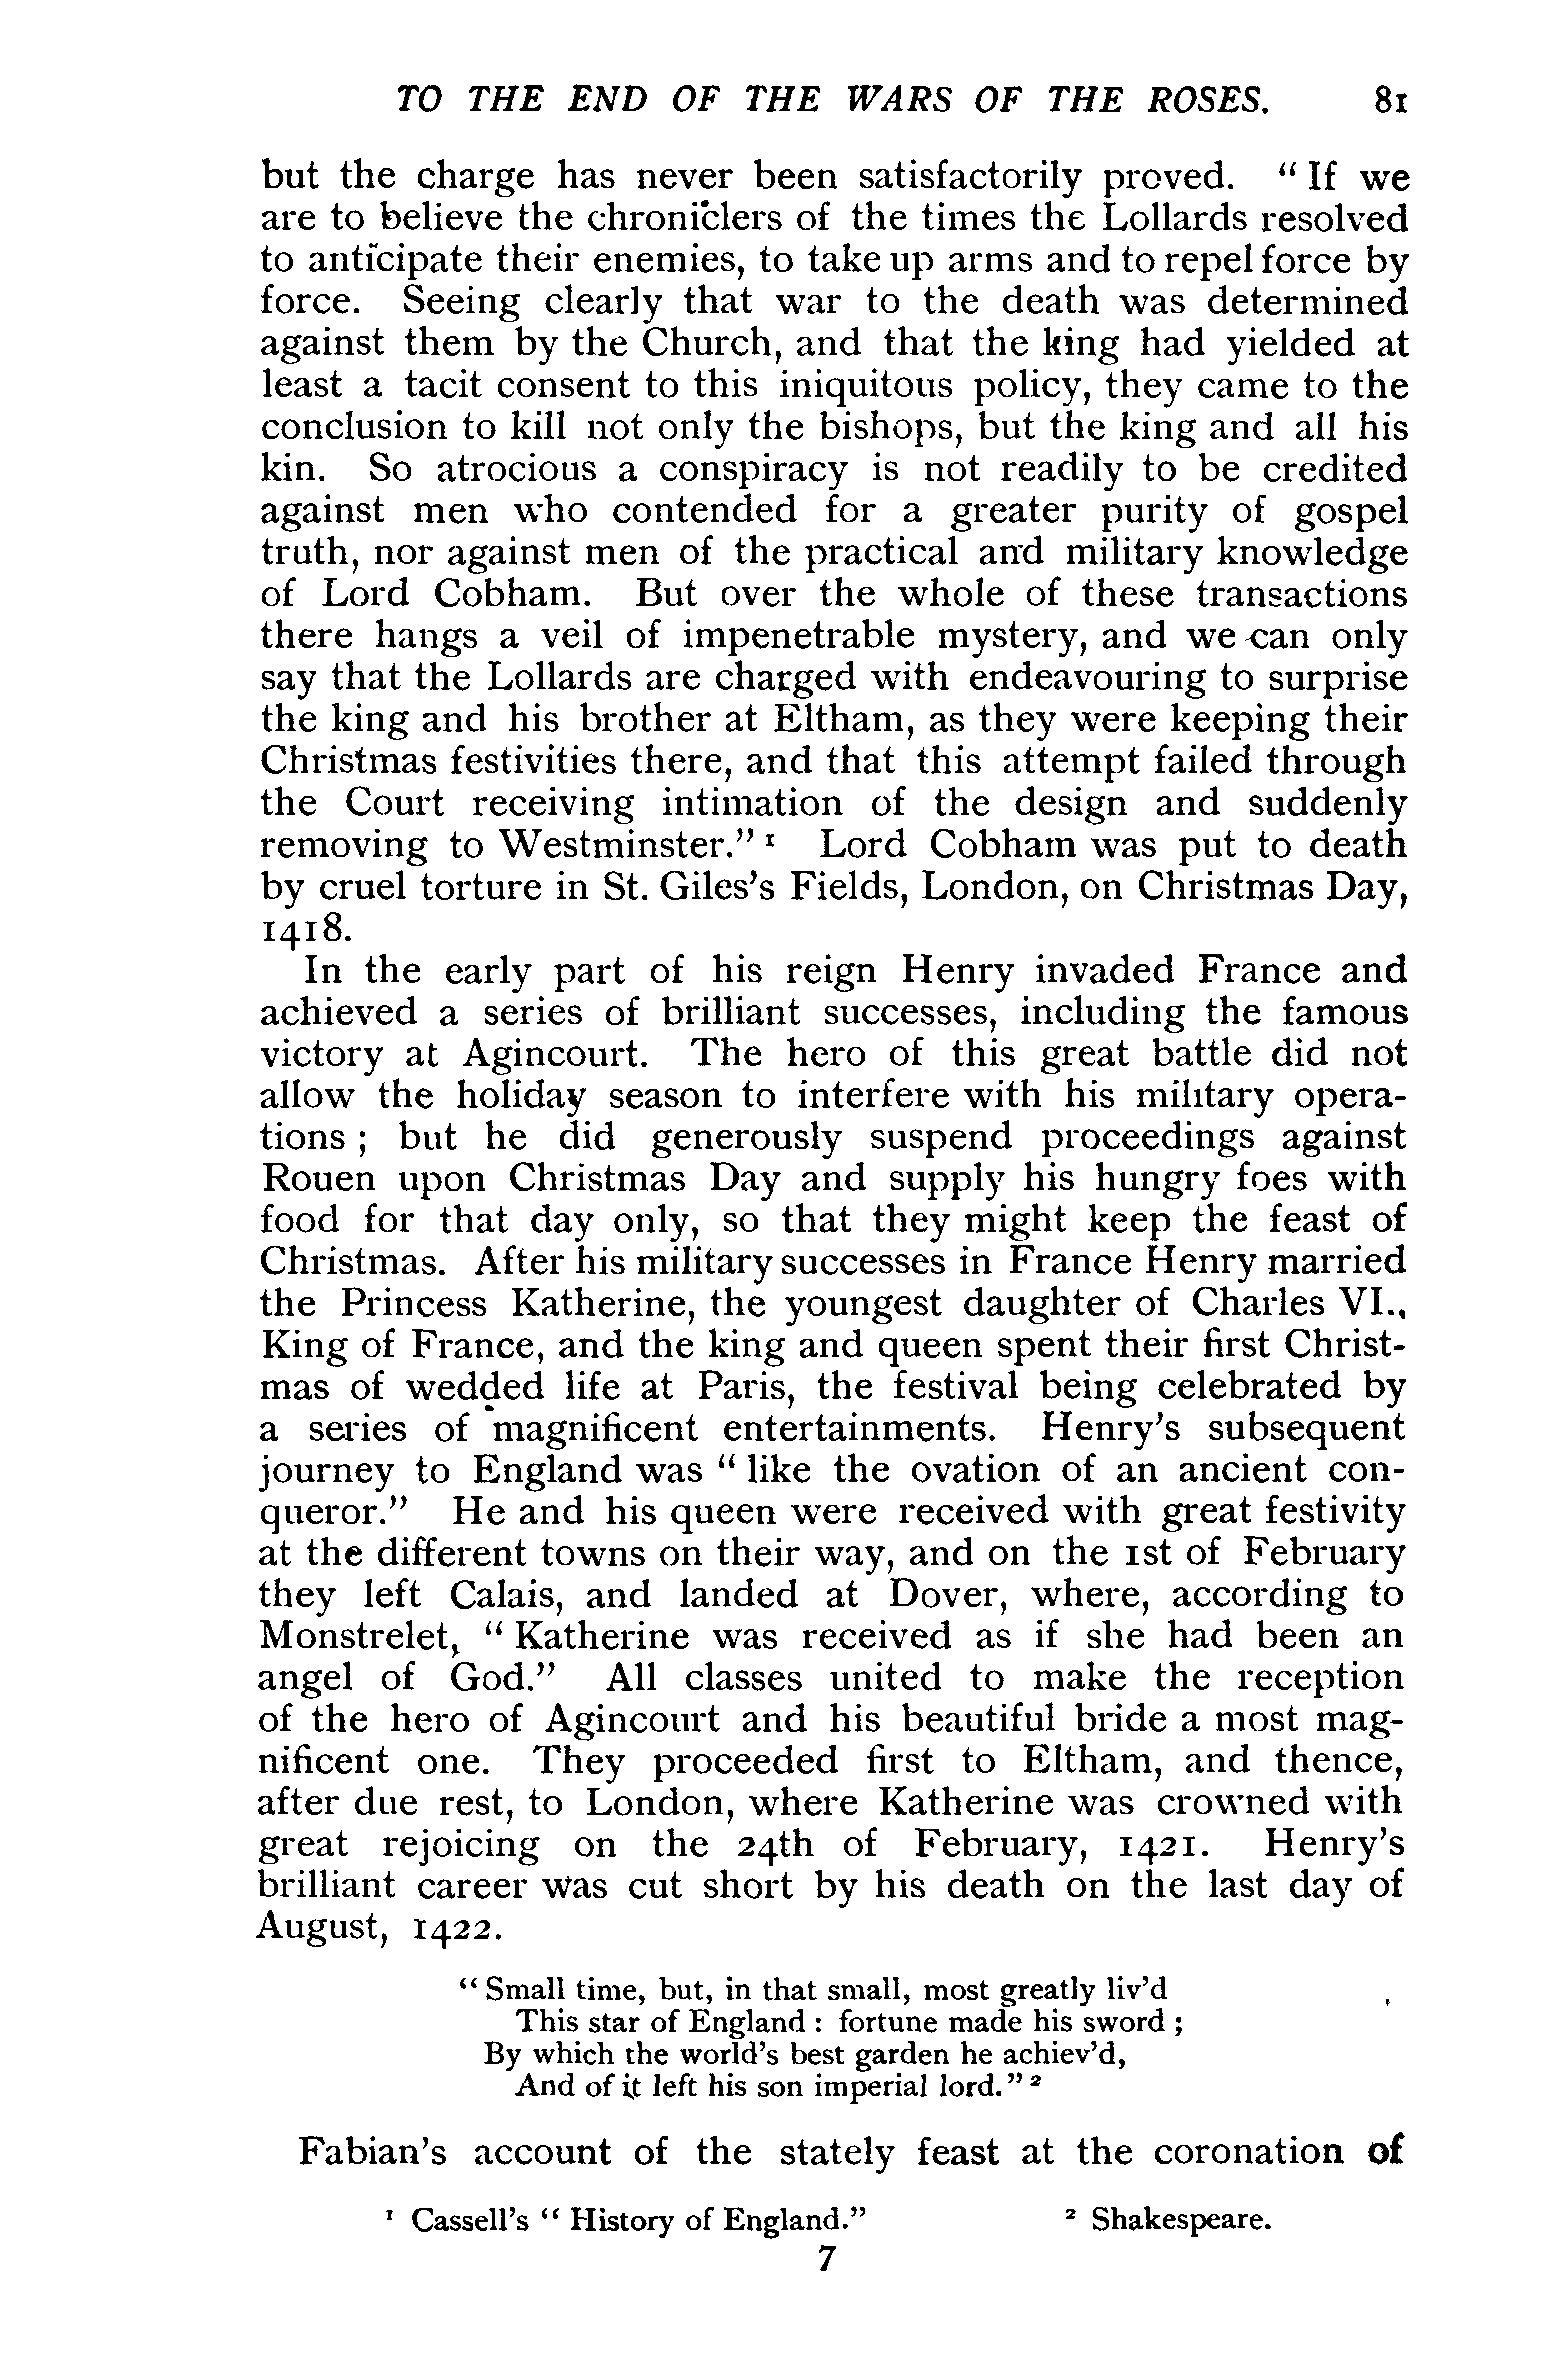 TO THE END OF THE WARS OF THE ROSES. 81
but the charge has never been satisfactorily proved. "If we
are to believe the chroniclers of the times the Lollards resolved
to anticipate their enemies, to take up arms and to repel force by
force. Seeing clearly that war to the death was determined
against them by the Church, and that the king had yielded at
least a tacit consent to this iniquitous policy, they came to the
conclusion to kill not only the bishops, but the king and all his
kin. So atrocious a conspiracy is not readily to be credited
against men who contended for a greater purity of gospel
truth, nor against men of the practical and military knowledge
of Lord Cobham. But over the whole of these transactions
there hangs a veil of impenetrable mystery, and we can only
say that the Lollards are charged with endeavouring to surprise
the king and his brother at Eltham, as they were keeping their
Christmas festivities there, and that this attempt failed through
the Court receiving intimation of the design and suddenly
removing to Westminster." ¹ Lord Cobham was put to death
by cruel torture in St. Giles's Fields, London, on Christmas Day,
1418.
In the early part of his reign Henry invaded France and
achieved a series of brilliant successes, including the famous
victory at Agincourt. The hero of this great battle did not
allow the holiday season to interfere with his military opera-
tions; but he did generously suspend proceedings against
Rouen upon Christmas Day and supply his hungry foes with
food for that day only, so that they might keep the feast of
Christmas. After his military successes in France Henry married
the Princess Katherine, the youngest daughter of Charles VI.,
King of France, and the king and queen spent their first Christ-
mas of wedded life at Paris, the festival being celebrated by
a series of magnificent entertainments. Henry's subsequent
journey to England was "like the ovation of an ancient con-
queror." He and his queen were received with great festivity
at the different towns on their way, and on the 1st of February
they left Calais, and landed at Dover, where, according to
Monstrelet, "Katherine was received as if she had been an
angel of God." All classes united to make the reception
of the hero of Agincourt and his beautiful bride a most mag-
nificent one. They proceeded first to Eltham, and thence,
after due rest, to London, where Katherine was crowned with
great rejoicing on the 24th of February, 1421. Henry's
brilliant career was cut short by his death on the last day of
August, 1422.
"Small time, but, in that small, most greatly liv'd
This star of England : fortune made his sword ;
By which the world's best garden he achiev'd,
And of it left his son imperial lord." ²
Fabian's account of the stately feast at the coronation of
¹ Cassell's "History of England." ² Shakespeare.
7